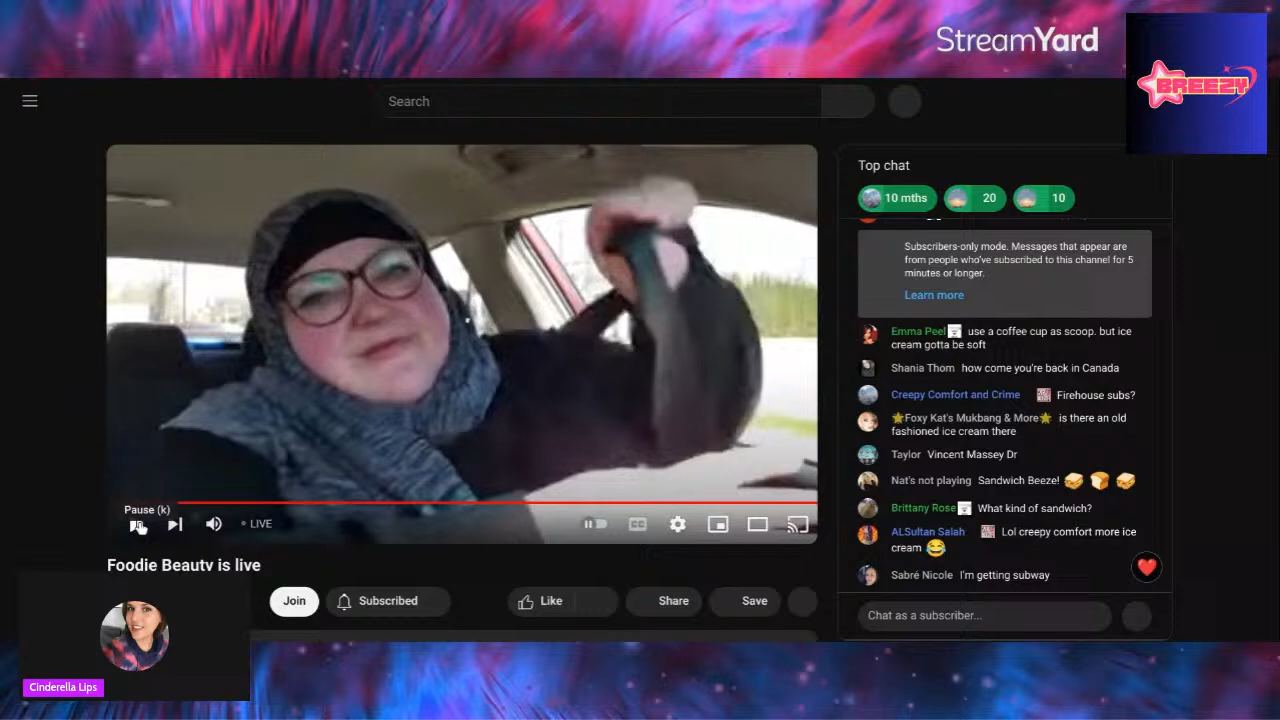 StreamYard
BREEZY
Search
Top chat
10 mths
20
10
Subscribers-only mode. Messages that appear are
from people who've subscribed to this channel for 5
minutes or longer.
Learn more
Emma Peel use a coffee cup as scoop. but ice
cream gotta be soft
Shania Thom how come you're back in Canada
Creepy Comfort and Crime Firehouse subs?
🌟Foxy Kat's Mukbang & More🌟 is there an old
fashioned ice cream there
Taylor Vincent Massey Dr
Nat's not playing Sandwich Beeze! 🥪 🍞 🥪
Brittany Rose What kind of sandwich?
ALSultan Salah Lol creepy comfort more ice
cream 😂
Sabré Nicole I'm getting subway
Chat as a subscriber...
Pause (k)
• LIVE
CC
Foodie Beauty is live
Join
Subscribed
Like
Share
Save
Cinderella Lips